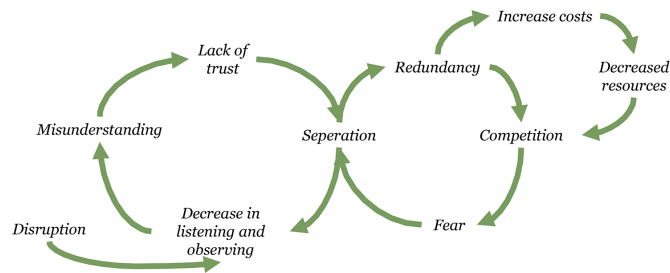 Increase costs
Lack of
trust
Redundancy
Decreased
resources
Misunderstanding
Seperation
Competition
Disruption
Decrease in
listening and
observing
Fear